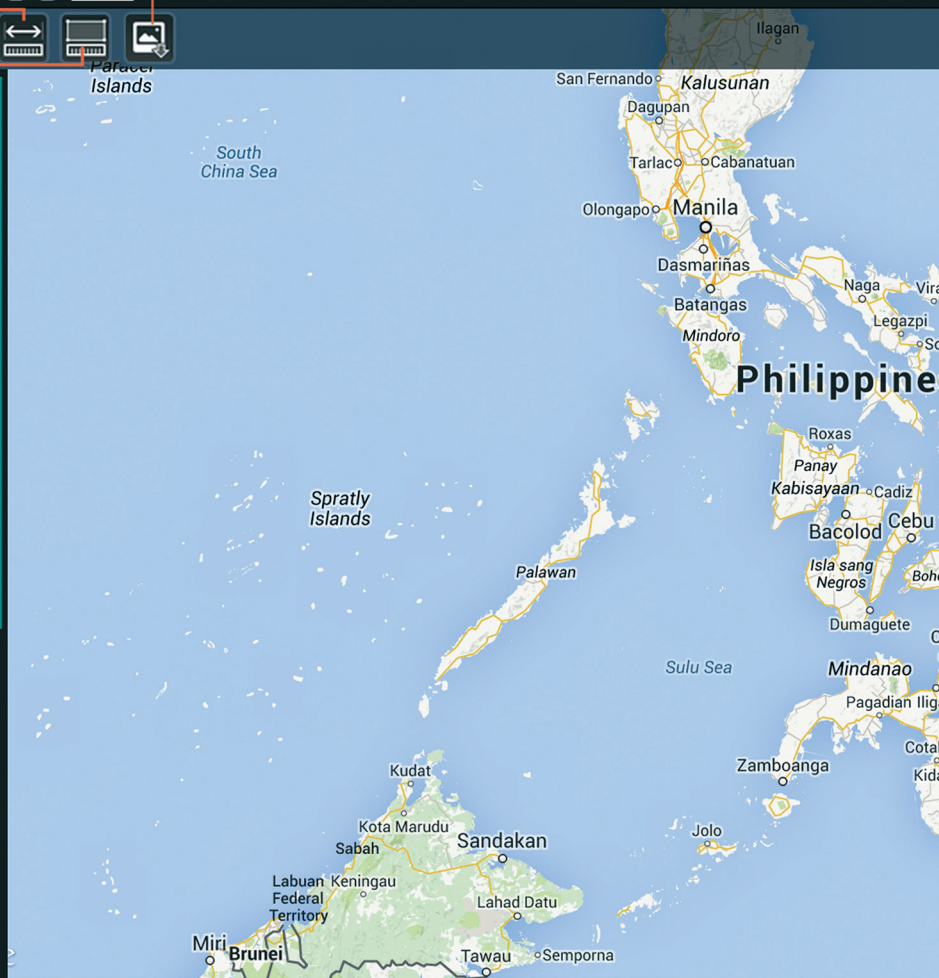 Ilagan
Paracel
Islands
San Fernando
Kalusunan
Dagupan
South
China Sea
Tarlac
Cabanatuan
Olongapo
Manila
Dasmariñas
Naga
Batangas
Legazpi
Mindoro
Philippine
Roxas
Panay
Kabisayaan
Cadiz
Spratly
Islands
Bacolod
Cebu
Palawan
Isla sang
Negros
Dumaguete
Sulu Sea
Mindanao
Pagadian
Zamboanga
Kudat
Kota Marudu
Jolo
Sandakan
Sabah
Labuan
Federal
Territory
Keningau
Lahad Datu
Miri
Brunei
Tawau
Semporna